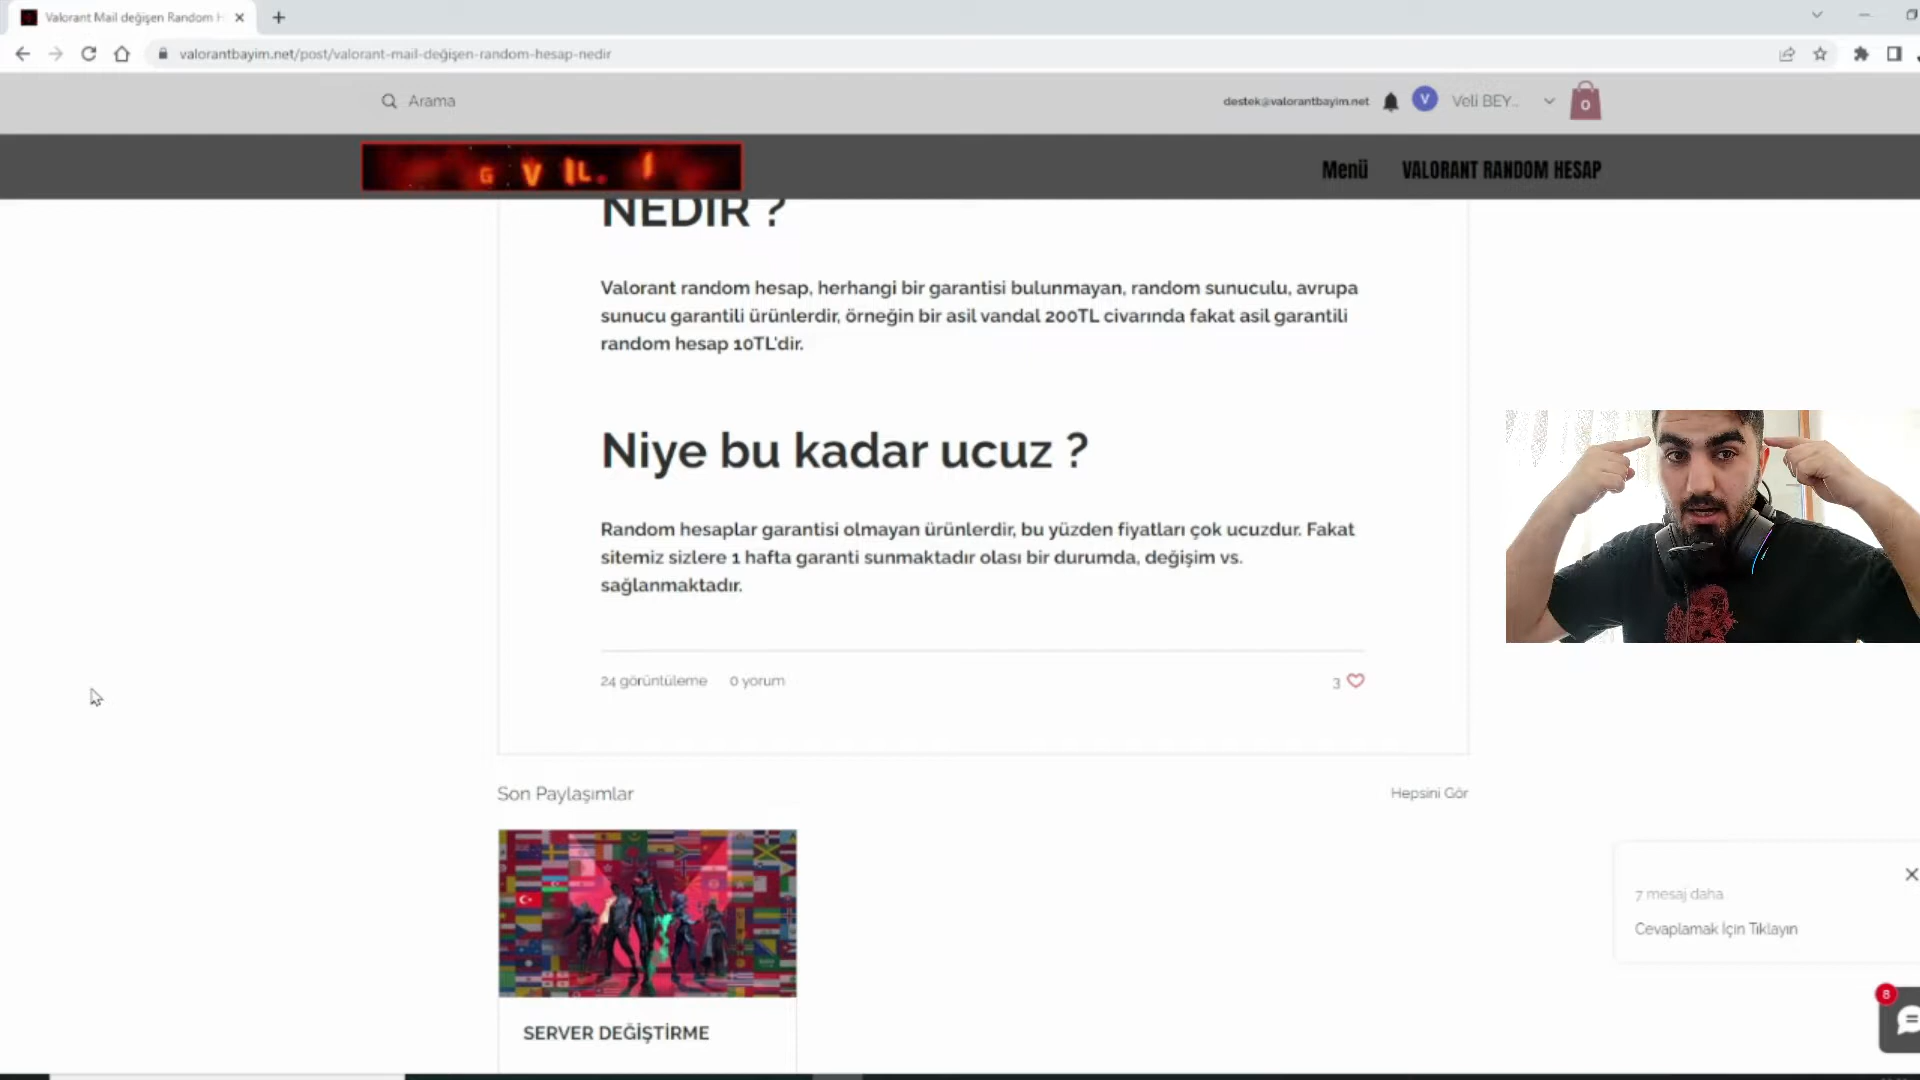 Valorant Mail değişen Random H
valorantbayim.net/post/valorant-mail-değişen-random-hesap-nedir
Arama
destek@valorantbayim.net
V
Veli BEY...
0
G V IL. I
Menü
VALORANT RANDOM HESAP
NEDİR ?
Valorant random hesap, herhangi bir garantisi bulunmayan, random sunuculu, avrupa
sunucu garantili ürünlerdir, örneğin bir asil vandal 200TL civarında fakat asil garantili
random hesap 10TL'dir.
Niye bu kadar ucuz ?
Random hesaplar garantisi olmayan ürünlerdir, bu yüzden fiyatları çok ucuzdur. Fakat
sitemiz sizlere 1 hafta garanti sunmaktadır olası bir durumda, değişim vs.
sağlanmaktadır.
24 görüntüleme
0 yorum
3
Son Paylaşımlar
Hepsini Gör
SERVER DEĞİŞTİRME
7 mesaj daha
Cevaplamak İçin Tıklayın
8